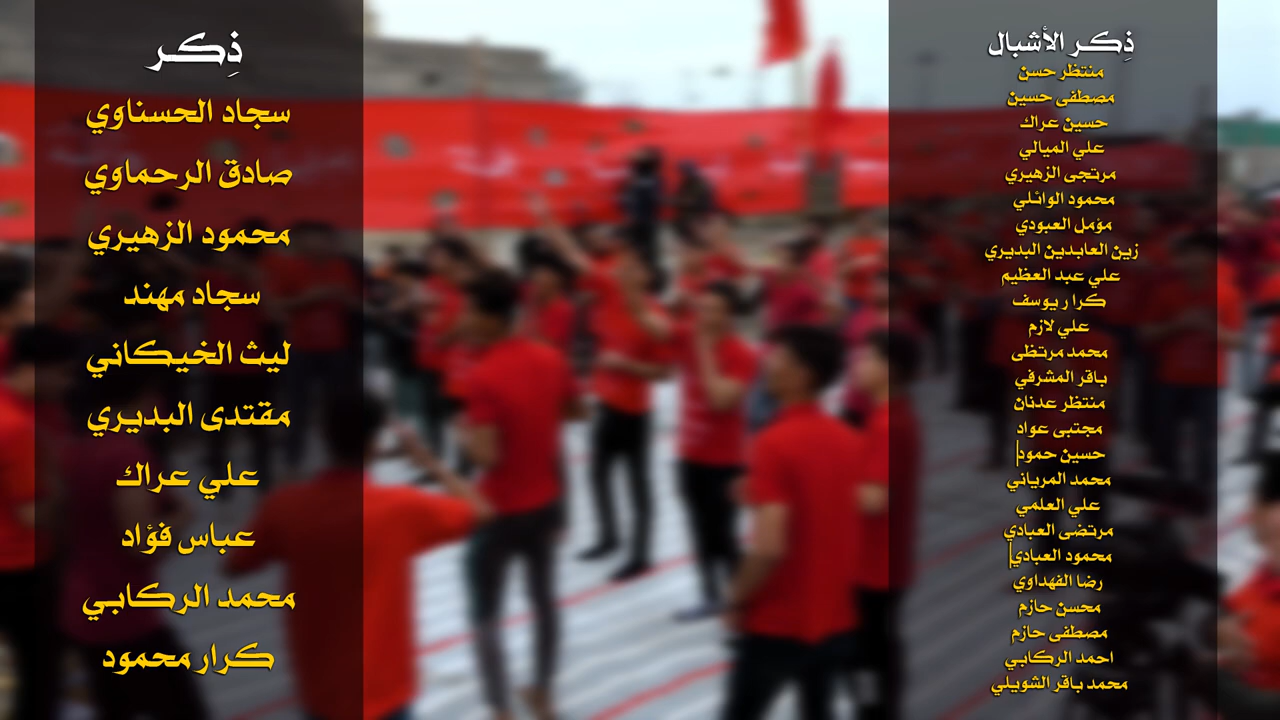 ذِكر الأشبال
منتظر حسن
مصطفى حسين
حسين عراك
علي الميالي
مرتجى الزهيري
محمود الوائلي
مؤمل العبودي
زين العابدين البديري
علي عبد العظيم
كرا ر يوسف
علي لازم
محمد مرتظى
باقر المشرفي
منتظر عدنان
مجتبى عواد
حسين حمود
محمد المرياني
علي العلمي
مرتضى العبادي
محمود العبادي
رضا الفهداوي
محسن حازم
مصطفى حازم
احمد الركابي
محمد باقر الشويلي
ذِكر
سجاد الحسناوي
صادق الرحماوي
محمود الزهيري
سجاد مهند
ليث الخيكاني
مقتدى البديري
علي عراك
عباس فؤاد
محمد الركابي
كرار محمود